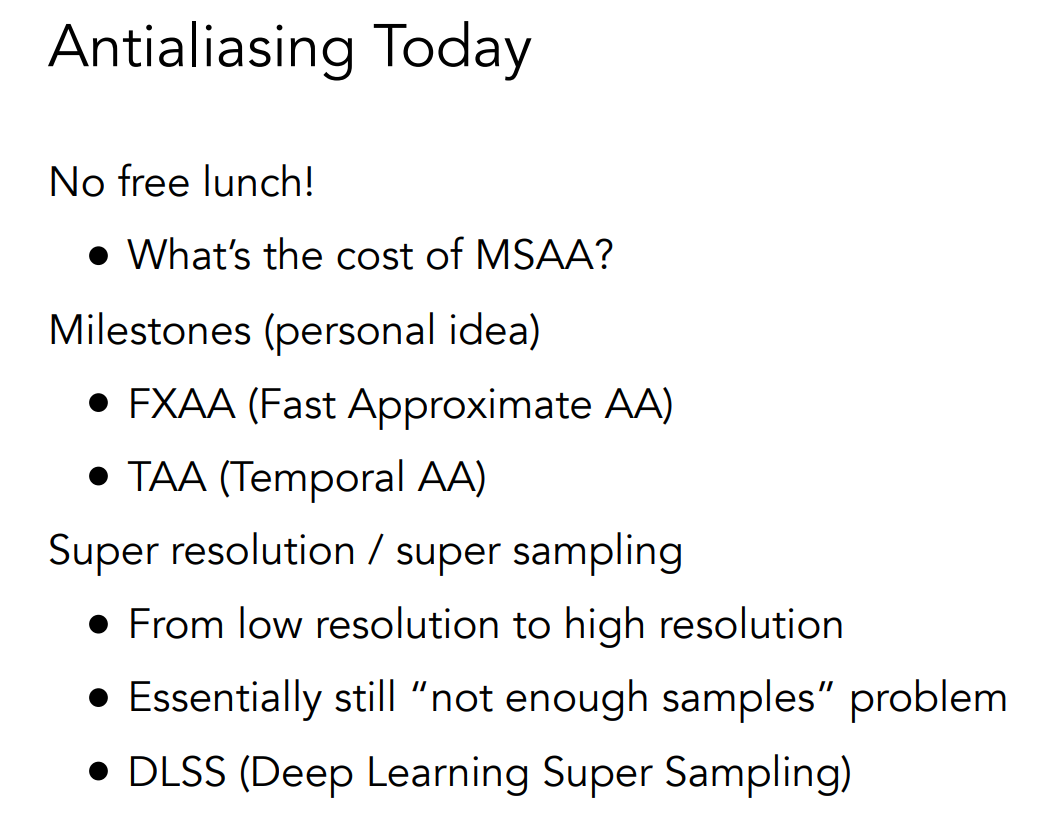 Antialiasing Today
No free lunch!
• What’s the cost of MSAA?
Milestones (personal idea)
• FXAA (Fast Approximate AA)
• TAA (Temporal AA)
Super resolution / super sampling
• From low resolution to high resolution
• Essentially still “not enough samples” problem
• DLSS (Deep Learning Super Sampling)